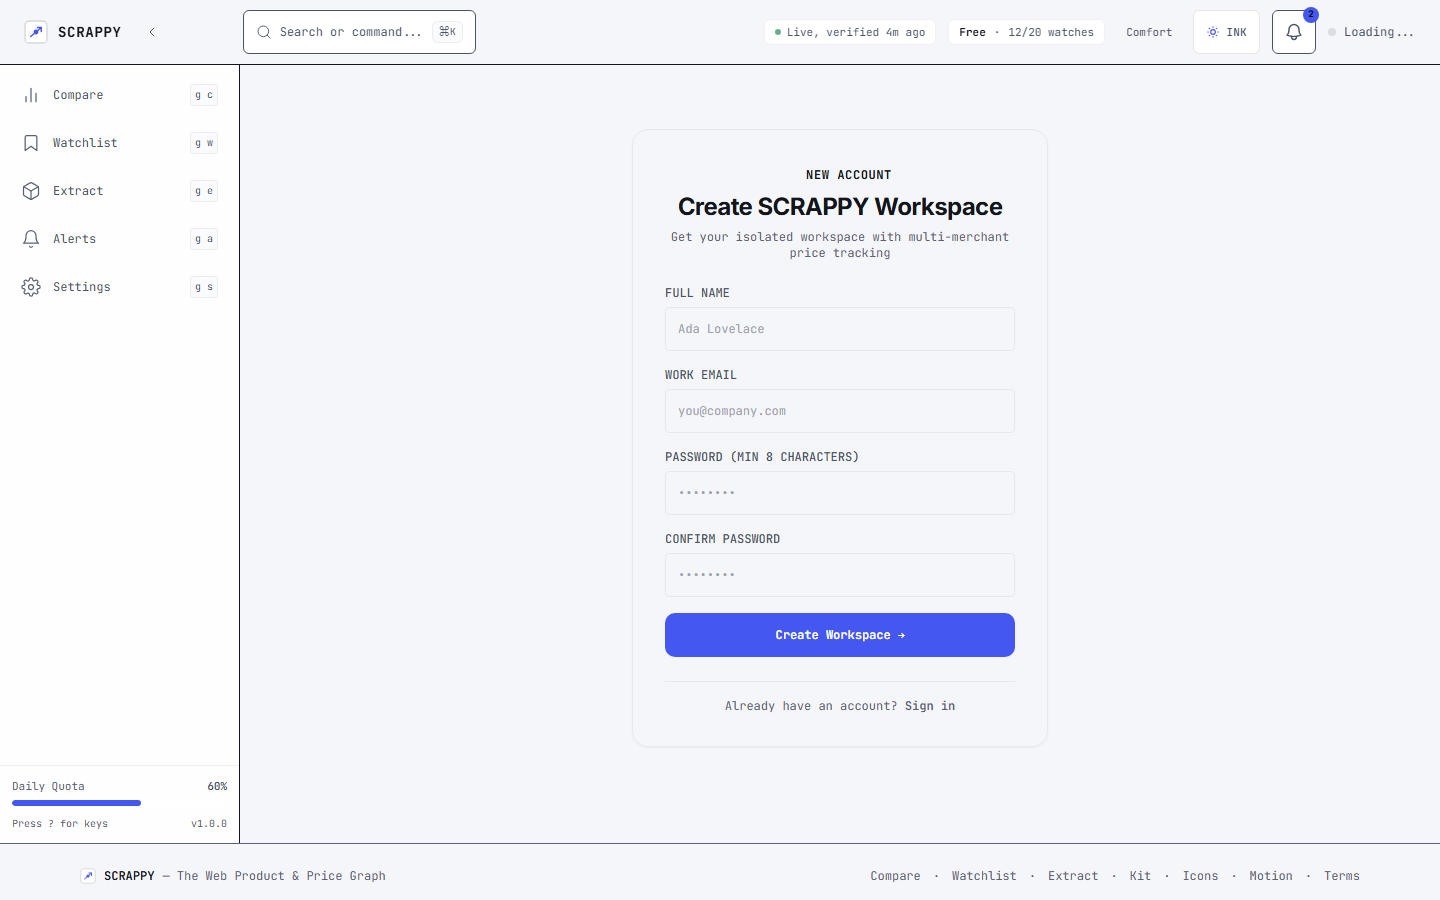 SCRAPPY
Search or command... ⌘K
Live, verified 4m ago
Free · 12/20 watches
Comfort
INK
2
Loading...
Compare g c
Watchlist g w
Extract g e
Alerts g a
Settings g s
NEW ACCOUNT
Create SCRAPPY Workspace
Get your isolated workspace with multi-merchant
price tracking
FULL NAME
Ada Lovelace
WORK EMAIL
you@company.com
PASSWORD (MIN 8 CHARACTERS)
••••••••
CONFIRM PASSWORD
••••••••
Create Workspace →
Already have an account? Sign in
Daily Quota 60%
Press ? for keys v1.0.0
SCRAPPY — The Web Product & Price Graph
Compare · Watchlist · Extract · Kit · Icons · Motion · Terms